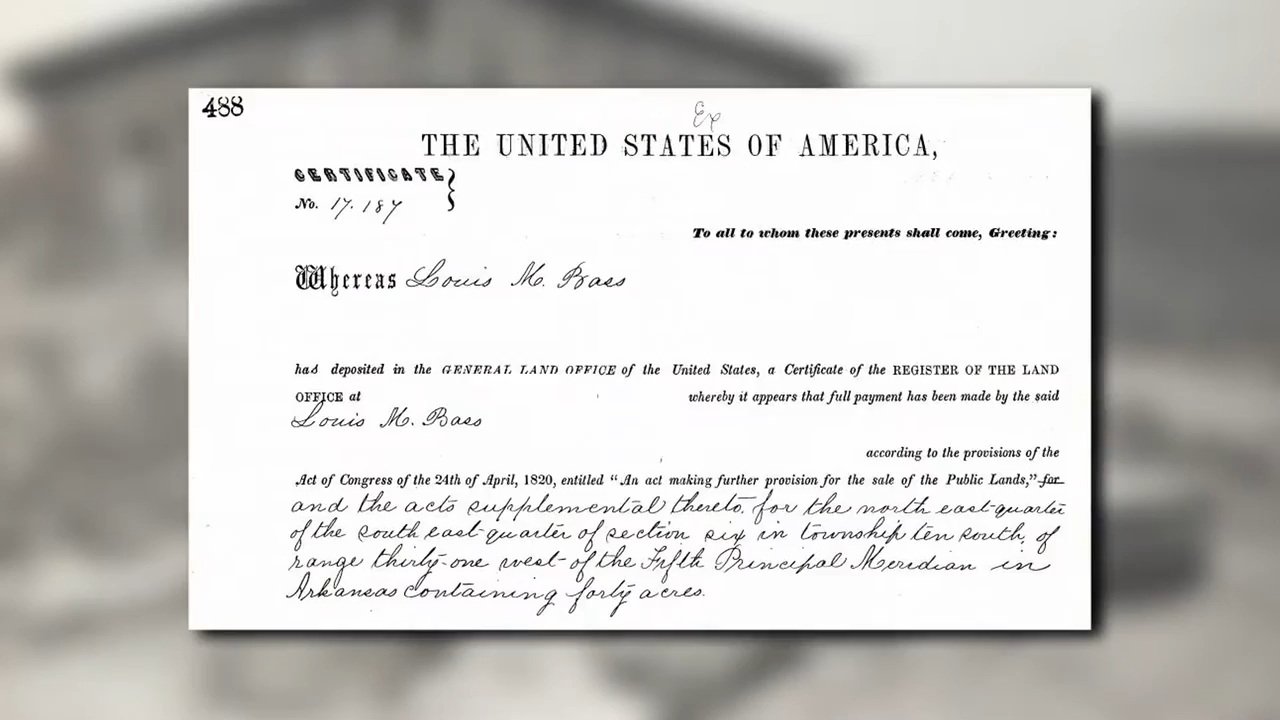 488
Ex
THE UNITED STATES OF AMERICA,
CERTIFICATE
No. 17.187
To all to whom these presents shall come, Greeting:
Whereas Louis M. Bass
has deposited in the GENERAL LAND OFFICE of the United States, a Certificate of the REGISTER OF THE LAND
OFFICE at whereby it appears that full payment has been made by the said
Louis M. Bass
according to the provisions of the
Act of Congress of the 24th of April, 1820, entitled "An act making further provision for the sale of the Public Lands," for
and the acts supplemental thereto, for the north east quarter
of the south east quarter of section six in township ten south, of
range thirty-one west of the Fifth Principal Meridian in
Arkansas containing forty acres.